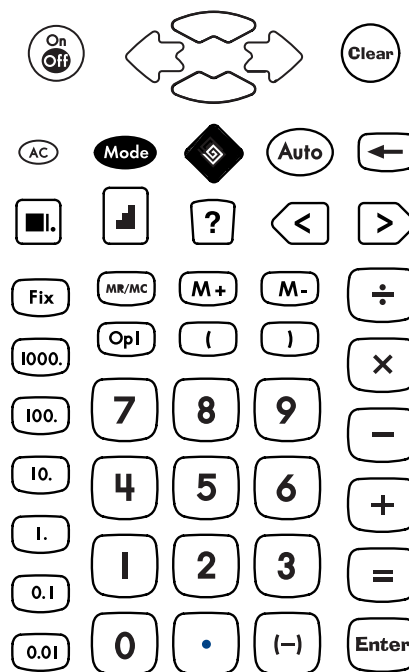 On
Off
Clear
AC
Mode
Auto
←
?
<
>
Fix
MR/MC
M+
M-
÷
Op1
(
)
1000.
×
7
8
9
100.
−
4
5
6
10.
+
1.
1
2
3
=
0.1
0
.
(−)
Enter
0.01